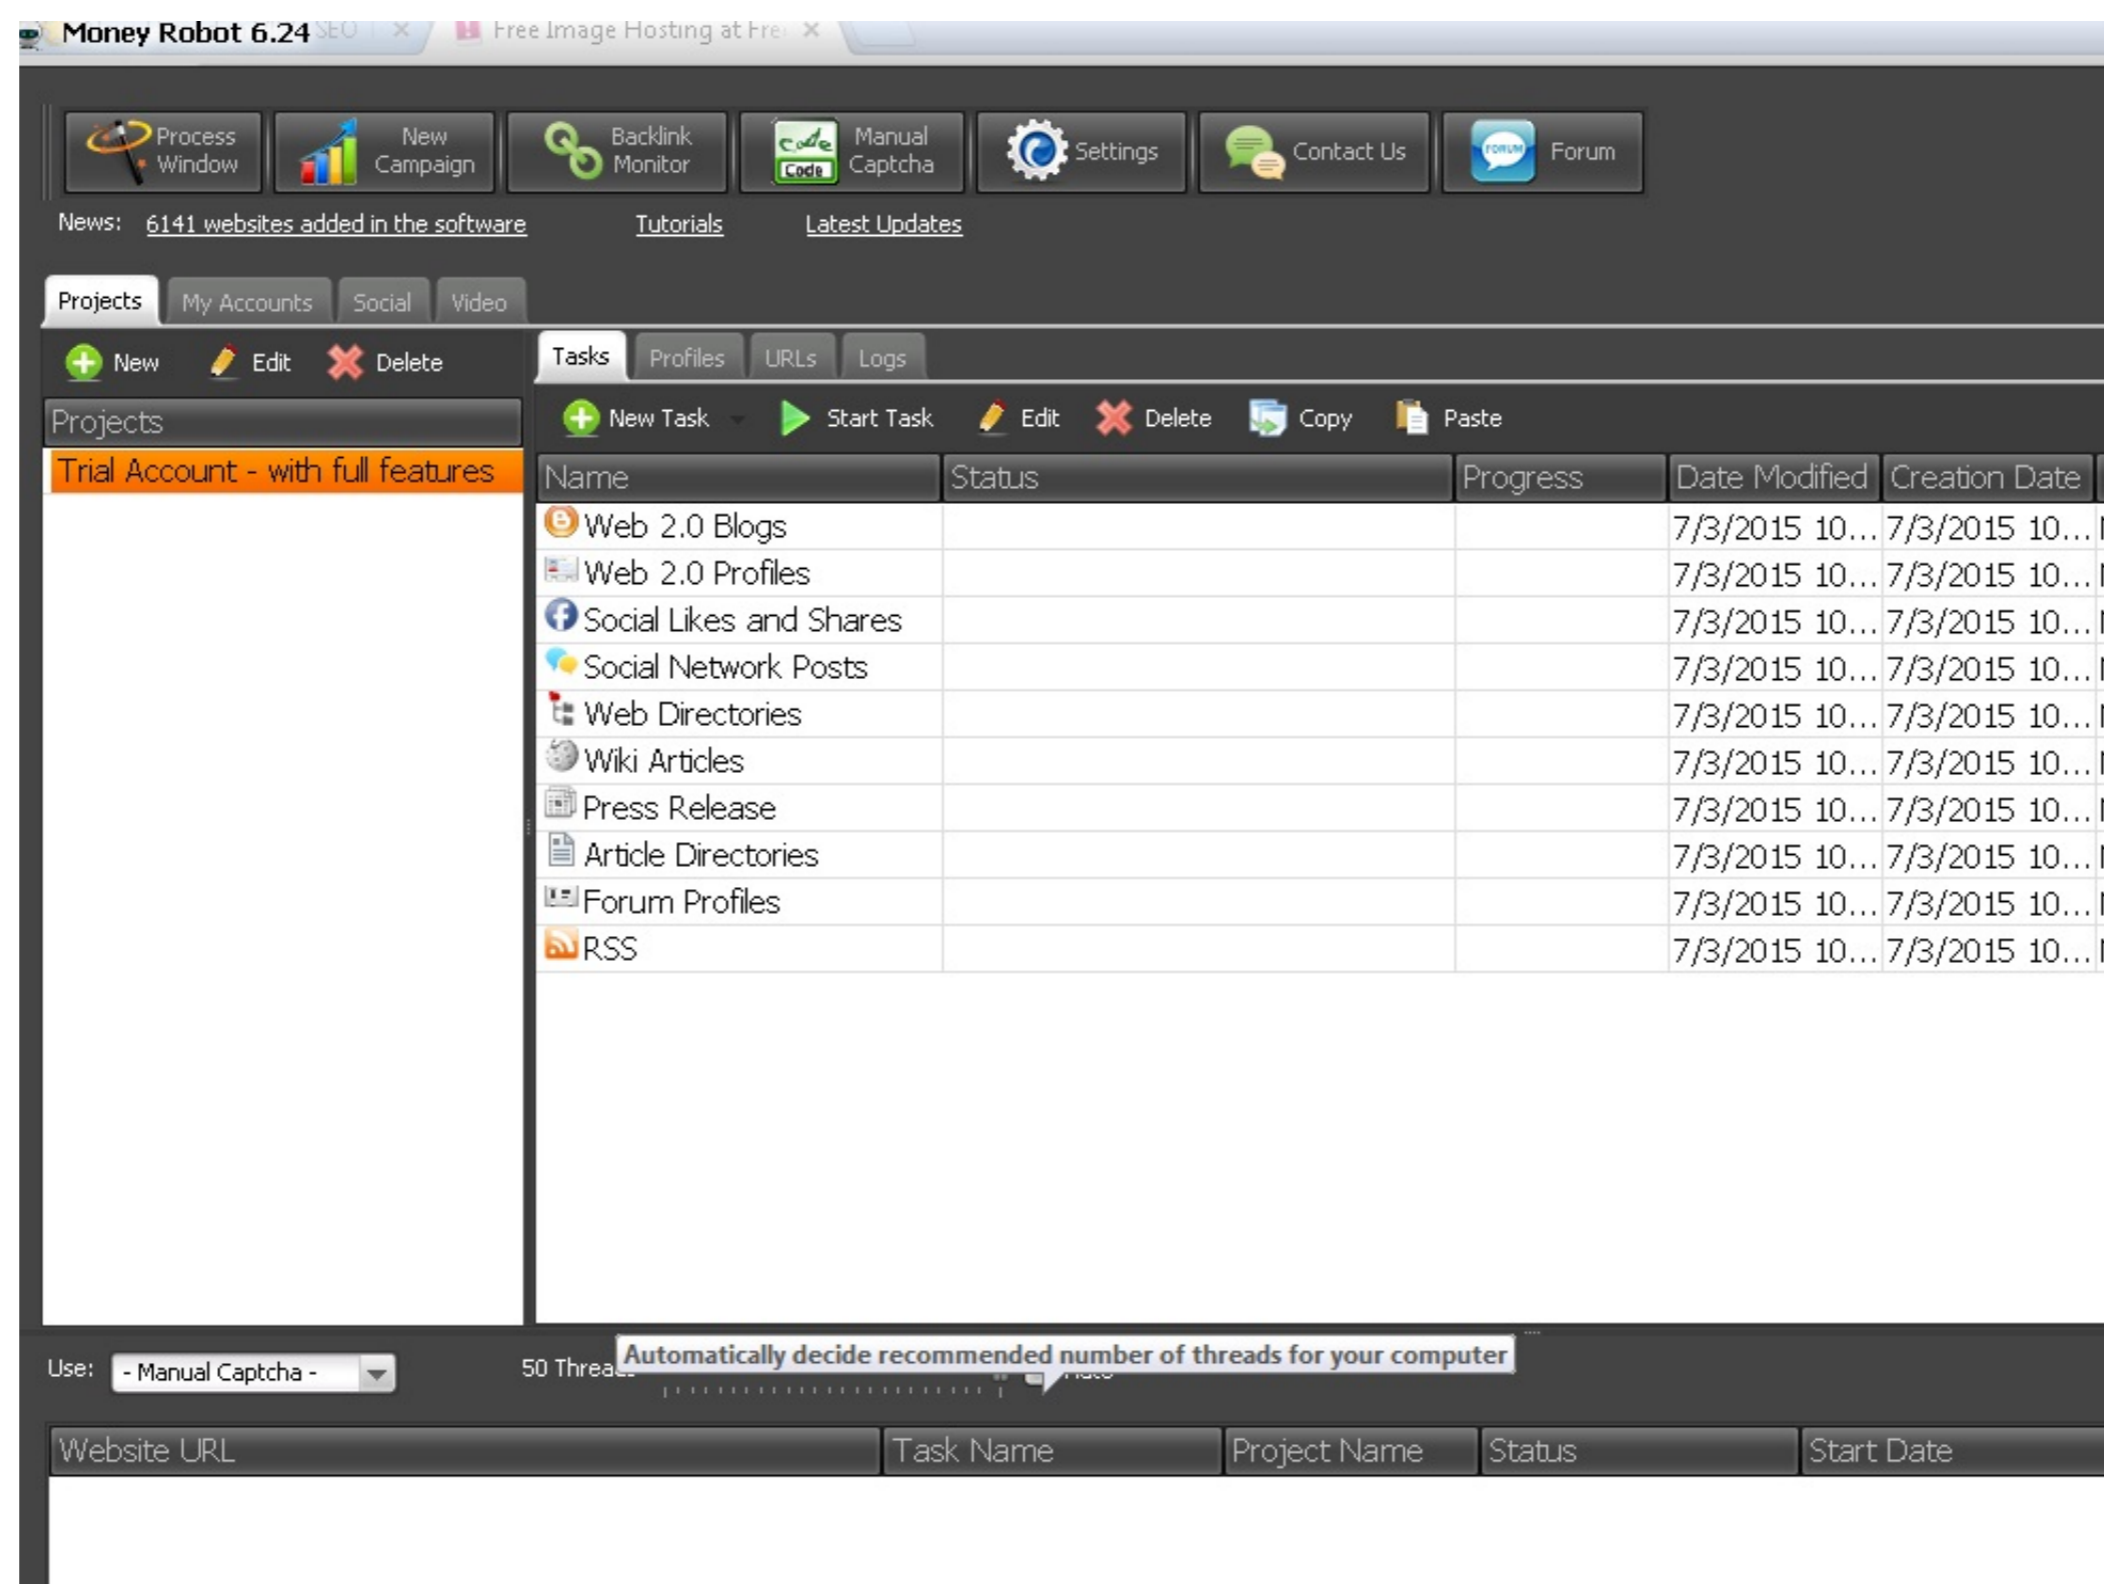 Money Robot 6.24 SEO
Free Image Hosting at Fre
Process Window
New Campaign
Backlink Monitor
Code Code
Manual Captcha
Settings
Contact Us
FORUM
Forum
News: 6141 websites added in the software Tutorials Latest Updates
Projects My Accounts Social Video
New Edit Delete
Tasks Profiles URLs Logs
Projects
New Task Start Task Edit Delete Copy Paste
Trial Account - with full features
Name Status Progress Date Modified Creation Date
Web 2.0 Blogs 7/3/2015 10... 7/3/2015 10...
Web 2.0 Profiles 7/3/2015 10... 7/3/2015 10...
Social Likes and Shares 7/3/2015 10... 7/3/2015 10...
Social Network Posts 7/3/2015 10... 7/3/2015 10...
Web Directories 7/3/2015 10... 7/3/2015 10...
Wiki Articles 7/3/2015 10... 7/3/2015 10...
Press Release 7/3/2015 10... 7/3/2015 10...
Article Directories 7/3/2015 10... 7/3/2015 10...
Forum Profiles 7/3/2015 10... 7/3/2015 10...
RSS 7/3/2015 10... 7/3/2015 10...
Automatically decide recommended number of threads for your computer
Use: - Manual Captcha - 50 Threads
Website URL Task Name Project Name Status Start Date